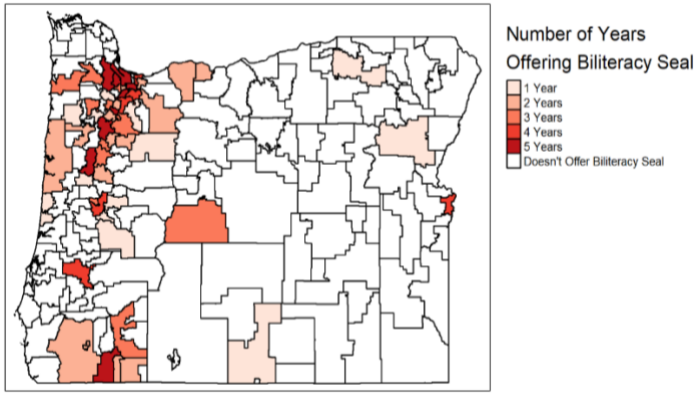 Number of Years
Offering Biliteracy Seal
1 Year
2 Years
3 Years
4 Years
5 Years
Doesn't Offer Biliteracy Seal